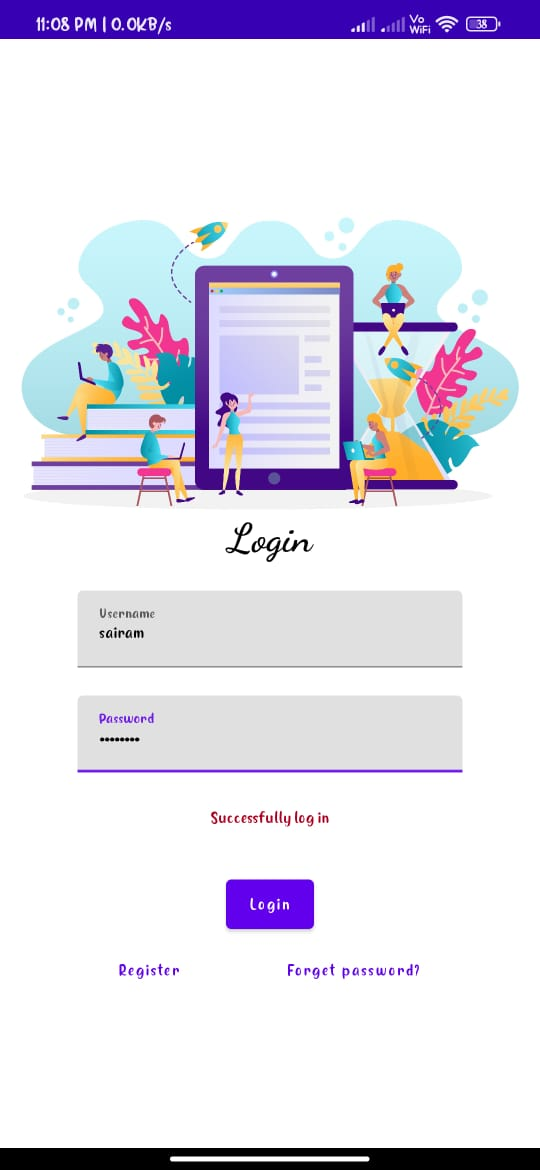 11:08 PM | 0.0KB/s
Vo
WiFi
38
Login
Username
sairam
Password
••••••••
Successfully log in
Login
Register
Forget password?